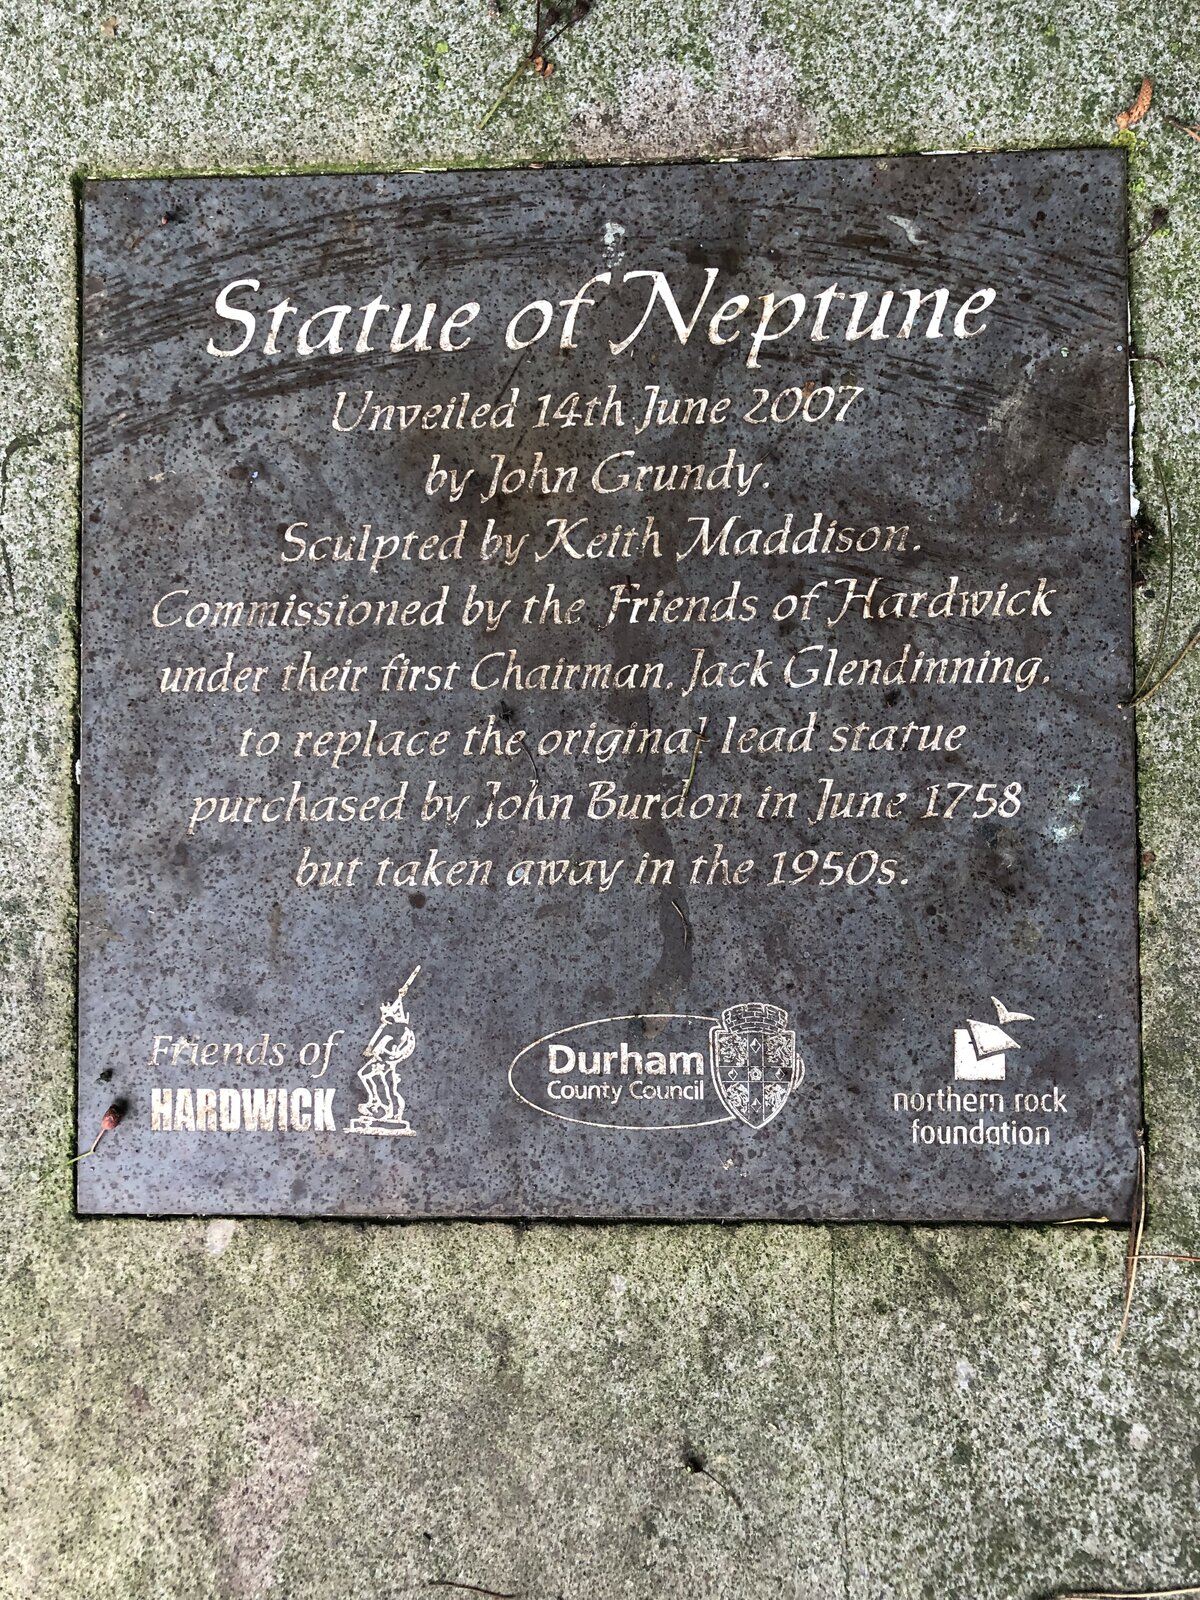 Statue of Neptune
Unveiled 14th June 2007
by John Grundy.
Sculpted by Keith Maddison.
Commissioned by the Friends of Hardwick
under their first Chairman, Jack Glendinning,
to replace the original lead statue
purchased by John Burdon in June 1758
but taken away in the 1950s.
Friends of
HARDWICK
Durham
County Council
northern rock
foundation